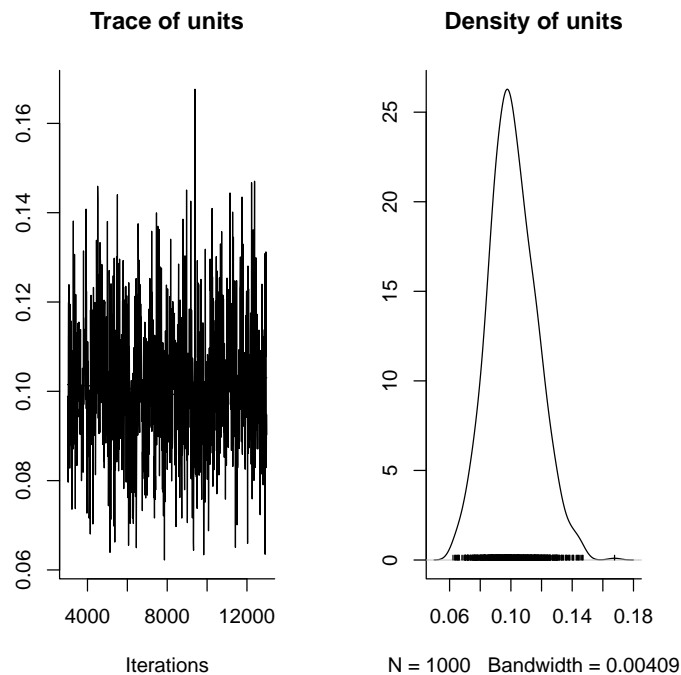 Trace of units
0.16
0.14
0.12
0.10
0.08
0.06
4000 8000 12000
Iterations
Density of units
25
20
15
10
5
0
0.06 0.10 0.14 0.18
N = 1000 Bandwidth = 0.00409